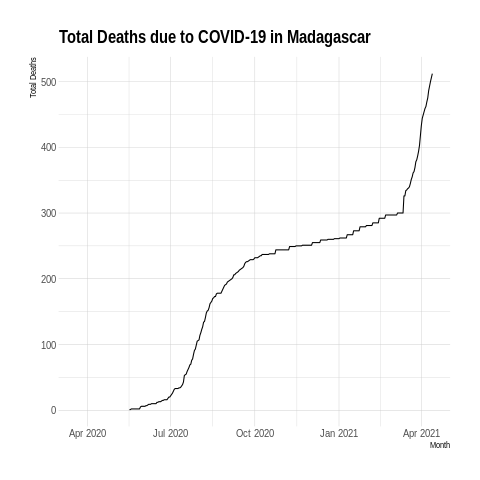 Total Deaths due to COVID-19 in Madagascar
Total Deaths
500
400
300
200
100
0
Apr 2020 Jul 2020 Oct 2020 Jan 2021 Apr 2021
Month